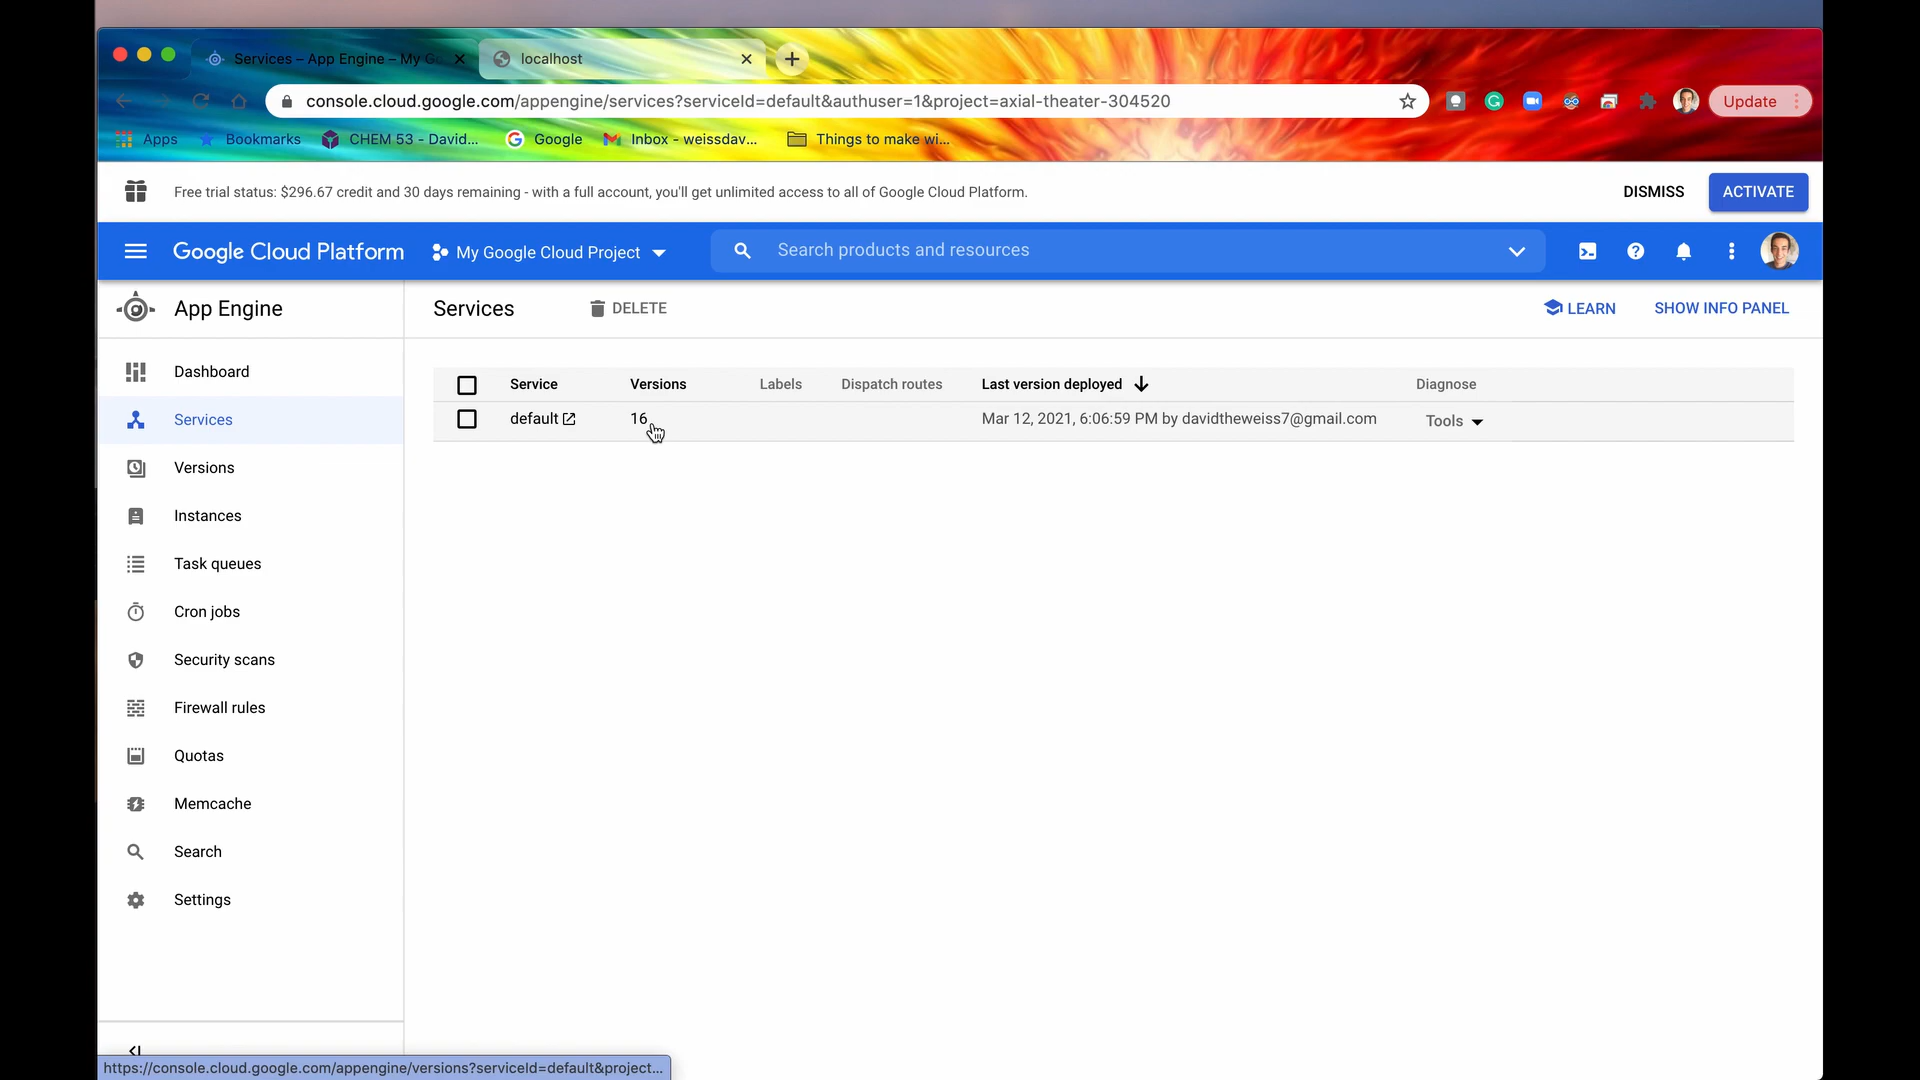 Services – App Engine – My G
localhost
console.cloud.google.com/appengine/services?serviceId=default&authuser=1&project=axial-theater-304520
Update
Apps
Bookmarks
CHEM 53 - David...
Google
Inbox - weissdav...
Things to make wi...
Free trial status: $296.67 credit and 30 days remaining - with a full account, you'll get unlimited access to all of Google Cloud Platform.
DISMISS
ACTIVATE
Google Cloud Platform
My Google Cloud Project
Search products and resources
App Engine
Services
DELETE
LEARN
SHOW INFO PANEL
Dashboard
Services
Versions
Instances
Task queues
Cron jobs
Security scans
Firewall rules
Quotas
Memcache
Search
Settings
Service Versions Labels Dispatch routes Last version deployed Diagnose
default 16 Mar 12, 2021, 6:06:59 PM by davidtheweiss7@gmail.com Tools
https://console.cloud.google.com/appengine/versions?serviceId=default&project...